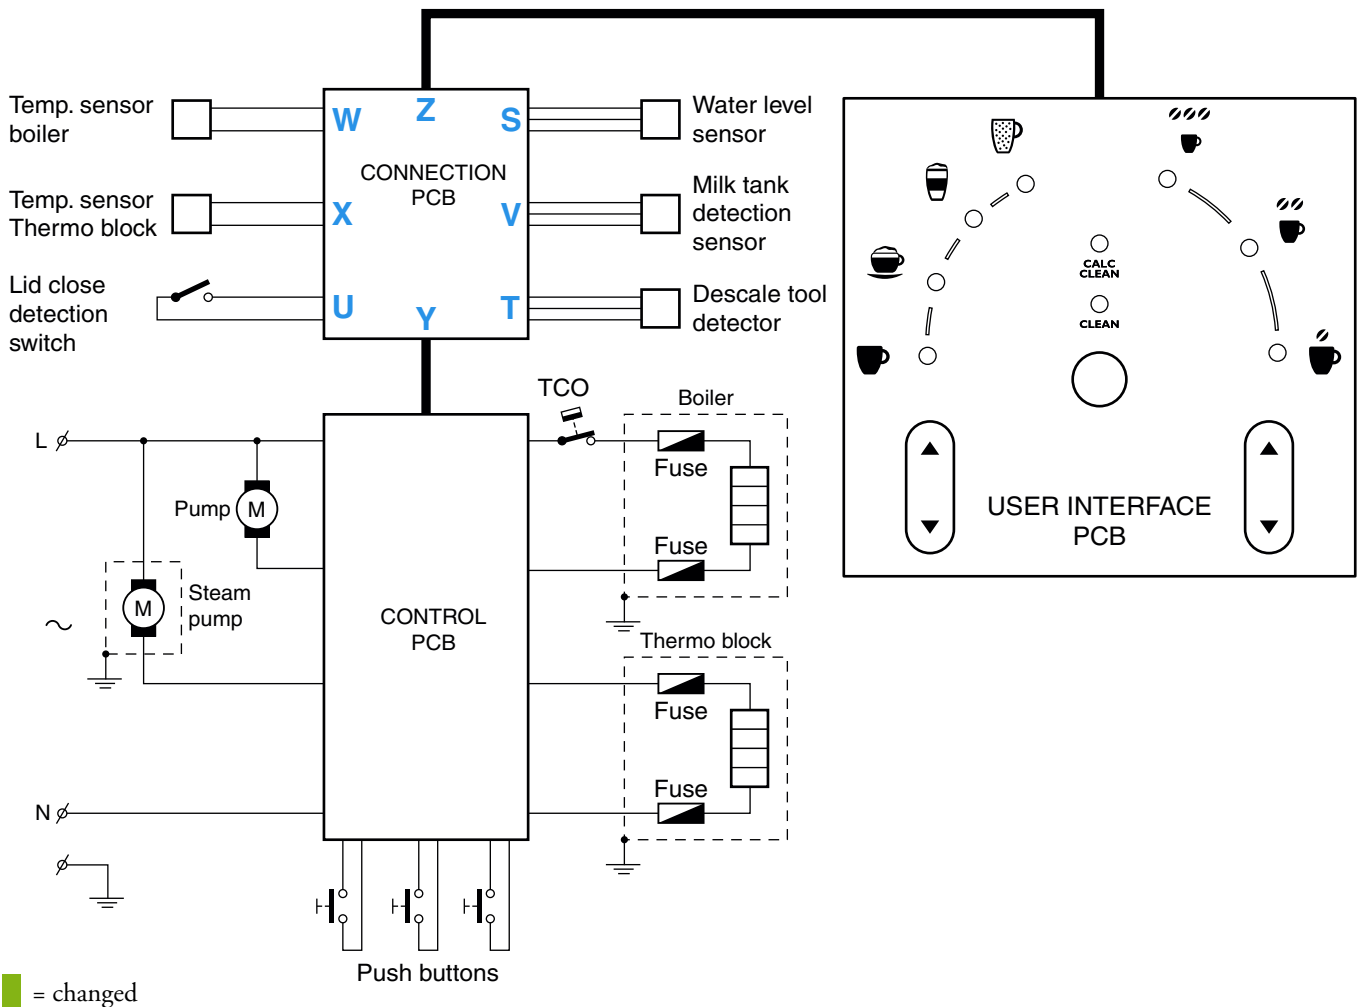 Temp. sensor
boiler
W
Z
S
Water level
sensor
CONNECTION
PCB
Temp. sensor
Thermo block
X
V
Milk tank
detection
sensor
Lid close
detection
switch
U
Y
T
Descale tool
detector
CALC
CLEAN
CLEAN
USER INTERFACE
PCB
TCO
Boiler
L
Fuse
Pump
M
Fuse
M
Steam
pump
CONTROL
PCB
Thermo block
Fuse
Fuse
N
Push buttons
= changed